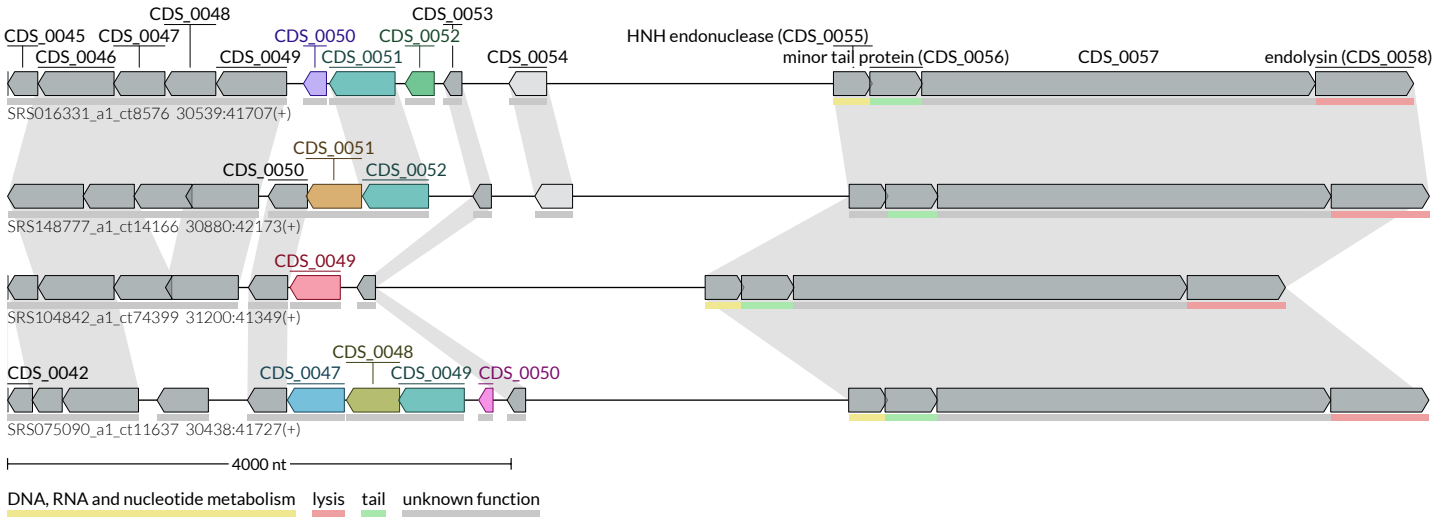 CDS_0048 CDS_0053
CDS_0045 CDS_0047 CDS_0050 CDS_0052 HNH endonuclease (CDS_0055)
CDS_0046 CDS_0049 CDS_0051 CDS_0054 minor tail protein (CDS_0056) CDS_0057 endolysin (CDS_0058)
SRS016331_a1_ct8576 30539:41707(+)
CDS_0051
CDS_0050 CDS_0052
SRS148777_a1_ct14166 30880:42173(+)
CDS_0049
SRS104842_a1_ct74399 31200:41349(+)
CDS_0048
CDS_0042 CDS_0047 CDS_0049 CDS_0050
SRS075090_a1_ct11637 30438:41727(+)
4000 nt
DNA, RNA and nucleotide metabolism lysis tail unknown function